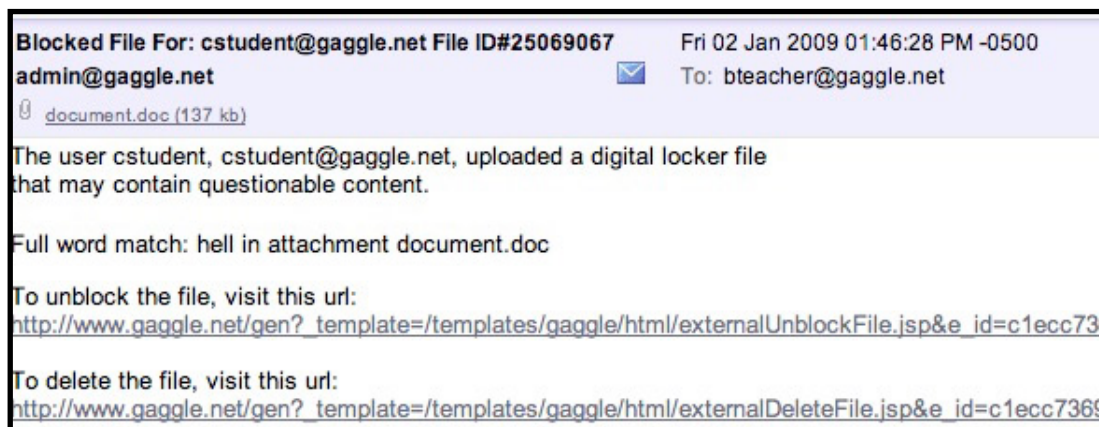 Blocked File For: cstudent@gaggle.net File ID#25069067 Fri 02 Jan 2009 01:46:28 PM -0500
admin@gaggle.net To: bteacher@gaggle.net
document.doc (137 kb)
The user cstudent, cstudent@gaggle.net, uploaded a digital locker file
that may contain questionable content.
Full word match: hell in attachment document.doc
To unblock the file, visit this url:
http://www.gaggle.net/gen?_template=/templates/gaggle/html/externalUnblockFile.jsp&e_id=c1ecc73
To delete the file, visit this url:
http://www.gaggle.net/gen?_template=/templates/gaggle/html/externalDeleteFile.jsp&e_id=c1ecc7369